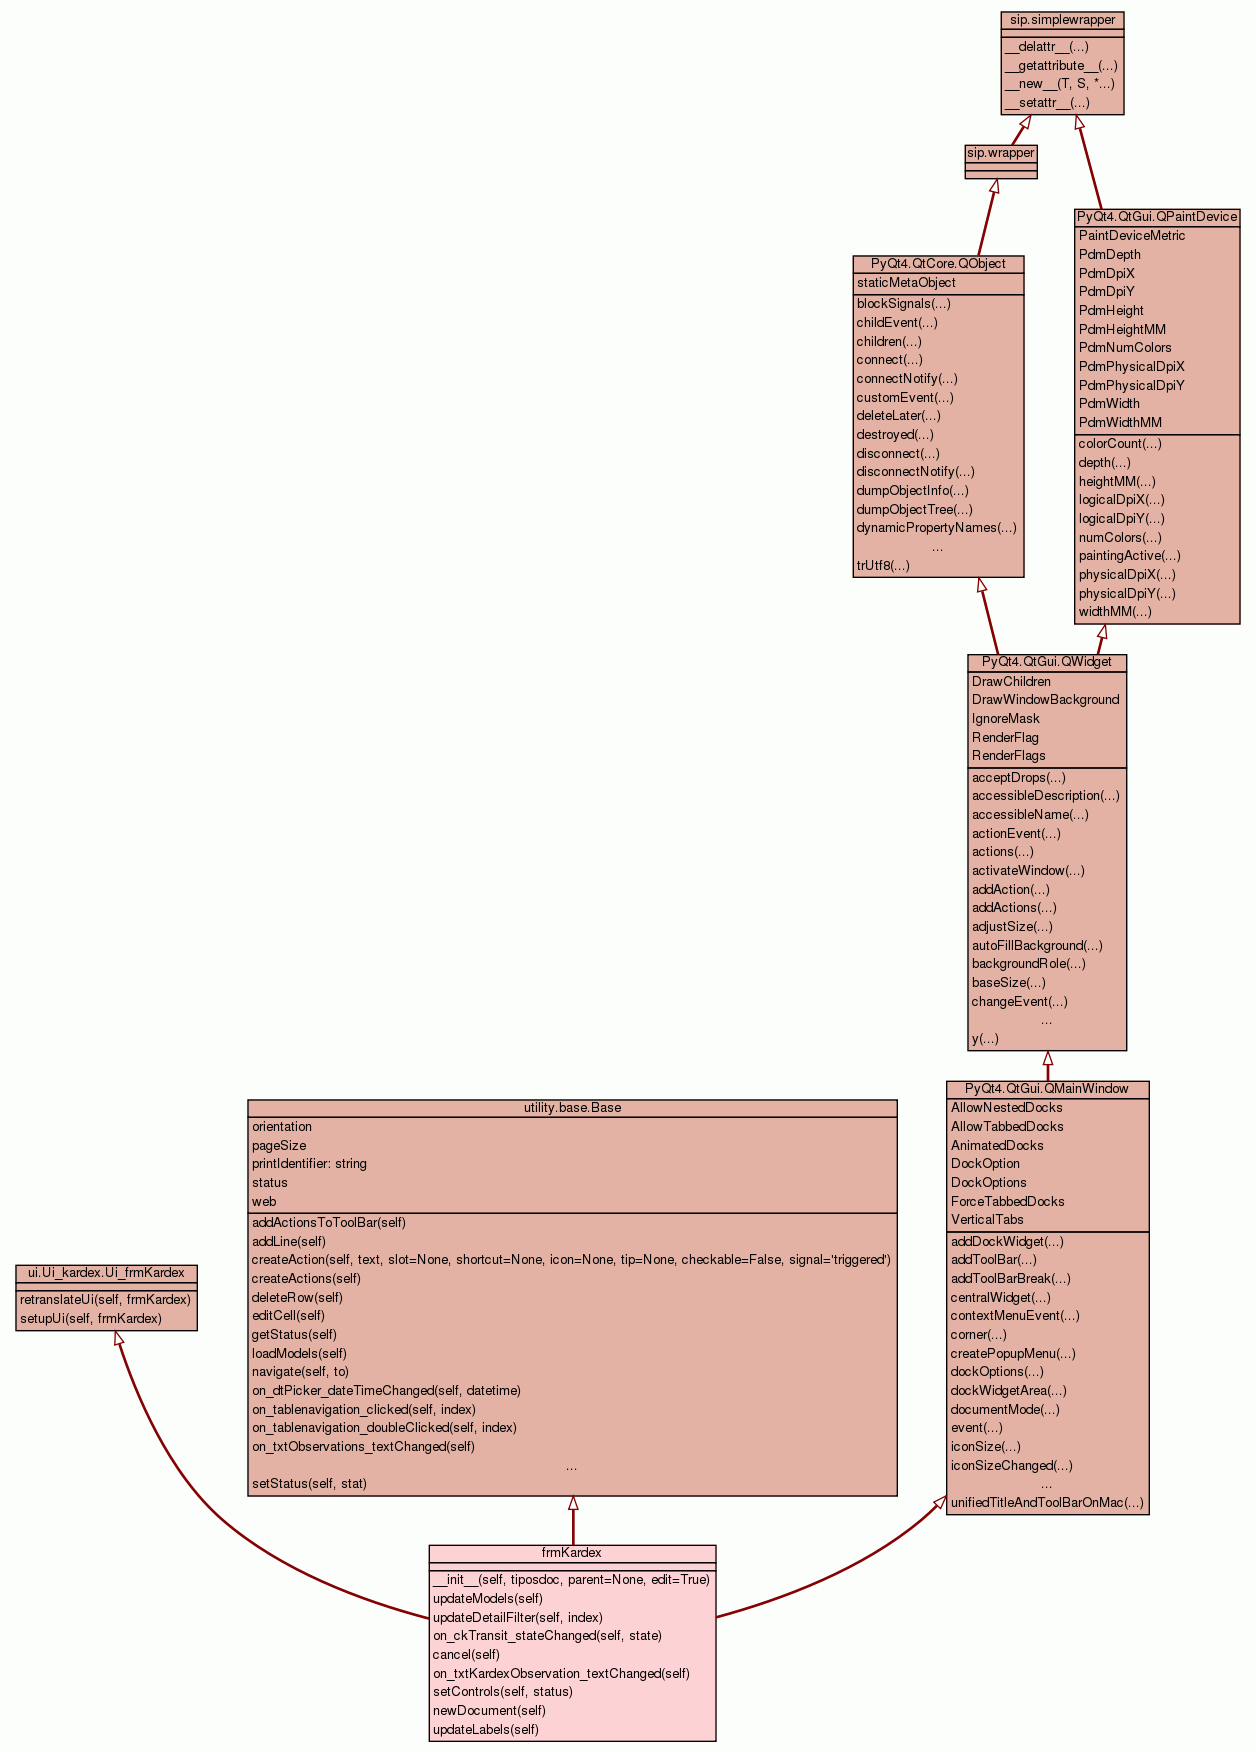 sip.simplewrapper
__delattr__(...)
__getattribute__(...)
__new__(T, S, *...)
__setattr__(...)
sip.wrapper
PyQt4.QtGui.QPaintDevice
PaintDeviceMetric
PdmDepth
PdmDpiX
PdmDpiY
PdmHeight
PdmHeightMM
PdmNumColors
PdmPhysicalDpiX
PdmPhysicalDpiY
PdmWidth
PdmWidthMM
colorCount(...)
depth(...)
heightMM(...)
logicalDpiX(...)
logicalDpiY(...)
numColors(...)
paintingActive(...)
physicalDpiX(...)
physicalDpiY(...)
widthMM(...)
PyQt4.QtCore.QObject
staticMetaObject
blockSignals(...)
childEvent(...)
children(...)
connect(...)
connectNotify(...)
customEvent(...)
deleteLater(...)
destroyed(...)
disconnect(...)
disconnectNotify(...)
dumpObjectInfo(...)
dumpObjectTree(...)
dynamicPropertyNames(...)
...
trUtf8(...)
PyQt4.QtGui.QWidget
DrawChildren
DrawWindowBackground
IgnoreMask
RenderFlag
RenderFlags
acceptDrops(...)
accessibleDescription(...)
accessibleName(...)
actionEvent(...)
actions(...)
activateWindow(...)
addAction(...)
addActions(...)
adjustSize(...)
autoFillBackground(...)
backgroundRole(...)
baseSize(...)
changeEvent(...)
...
y(...)
PyQt4.QtGui.QMainWindow
AllowNestedDocks
AllowTabbedDocks
AnimatedDocks
DockOption
DockOptions
ForceTabbedDocks
VerticalTabs
addDockWidget(...)
addToolBar(...)
addToolBarBreak(...)
centralWidget(...)
contextMenuEvent(...)
corner(...)
createPopupMenu(...)
dockOptions(...)
dockWidgetArea(...)
documentMode(...)
event(...)
iconSize(...)
iconSizeChanged(...)
...
unifiedTitleAndToolBarOnMac(...)
utility.base.Base
orientation
pageSize
printIdentifier: string
status
web
addActionsToToolBar(self)
addLine(self)
createAction(self, text, slot=None, shortcut=None, icon=None, tip=None, checkable=False, signal='triggered')
createActions(self)
deleteRow(self)
editCell(self)
getStatus(self)
loadModels(self)
navigate(self, to)
on_dtPicker_dateTimeChanged(self, datetime)
on_tablenavigation_clicked(self, index)
on_tablenavigation_doubleClicked(self, index)
on_txtObservations_textChanged(self)
...
setStatus(self, stat)
ui.Ui_kardex.Ui_frmKardex
retranslateUi(self, frmKardex)
setupUi(self, frmKardex)
frmKardex
__init__(self, tiposdoc, parent=None, edit=True)
updateModels(self)
updateDetailFilter(self, index)
on_ckTransit_stateChanged(self, state)
cancel(self)
on_txtKardexObservation_textChanged(self)
setControls(self, status)
newDocument(self)
updateLabels(self)